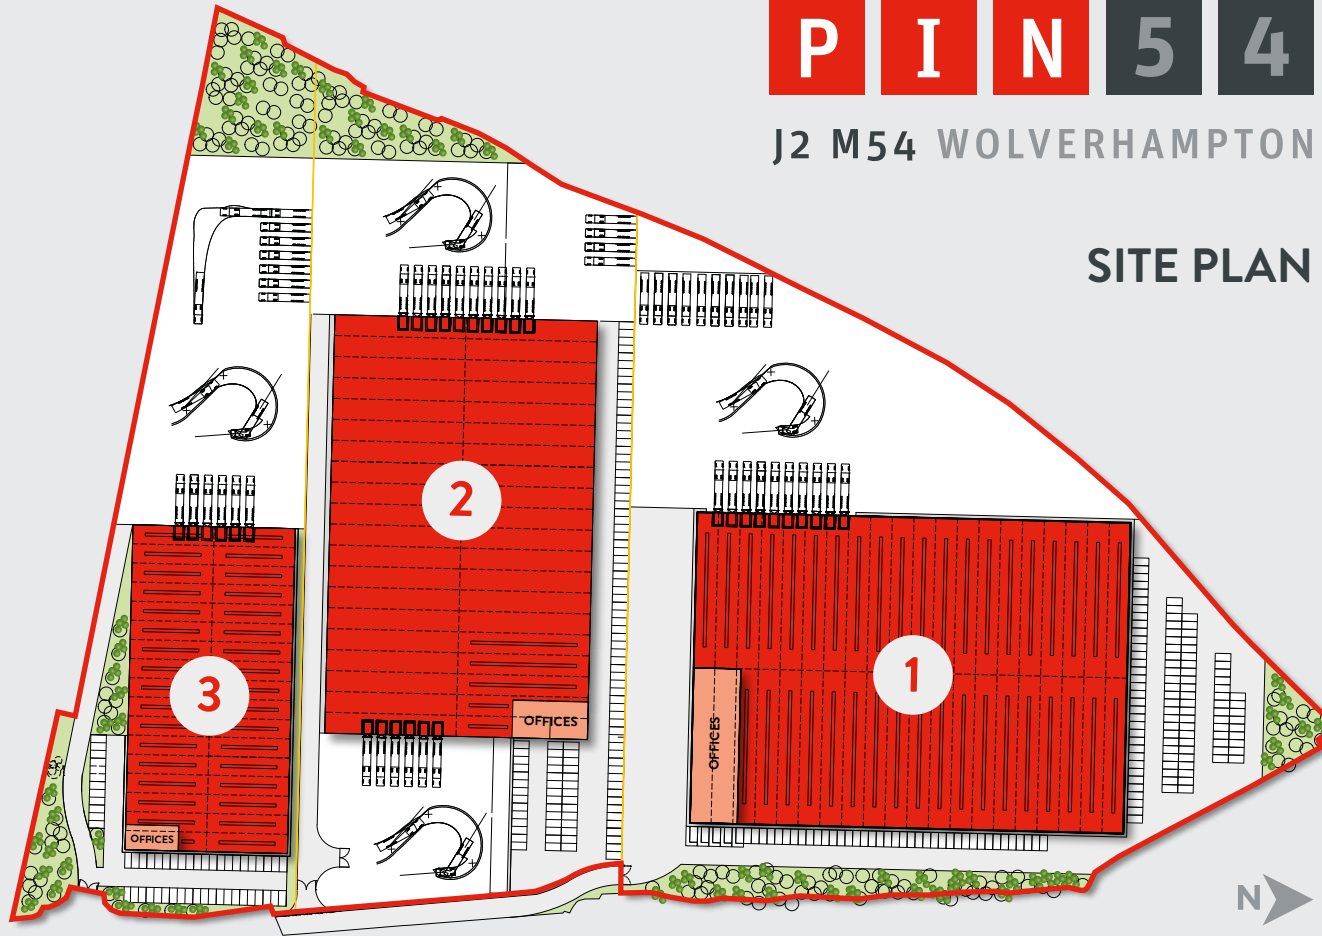 PIN54
J2 M54 WOLVERHAMPTON
SITE PLAN
2
1
3
OFFICES
OFFICES
OFFICES
N